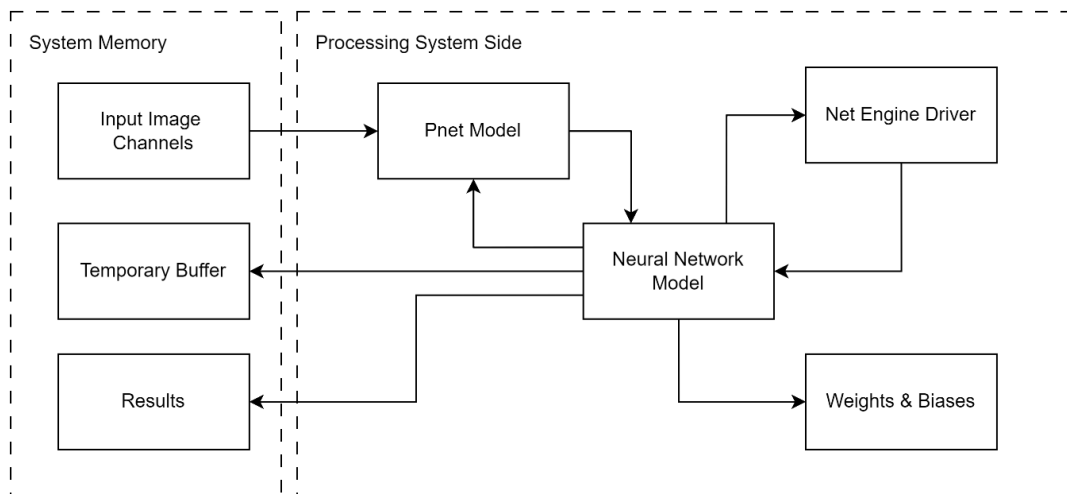 System Memory
Processing System Side
Input Image
Channels
Pnet Model
Net Engine Driver
Temporary Buffer
Neural Network
Model
Results
Weights & Biases